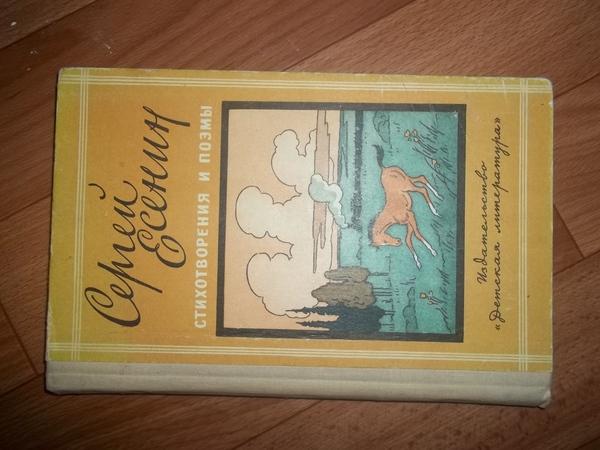 Сергей
Есенин
СТИХОТВОРЕНИЯ И ПОЭМЫ
Издательство
«Детская литература»